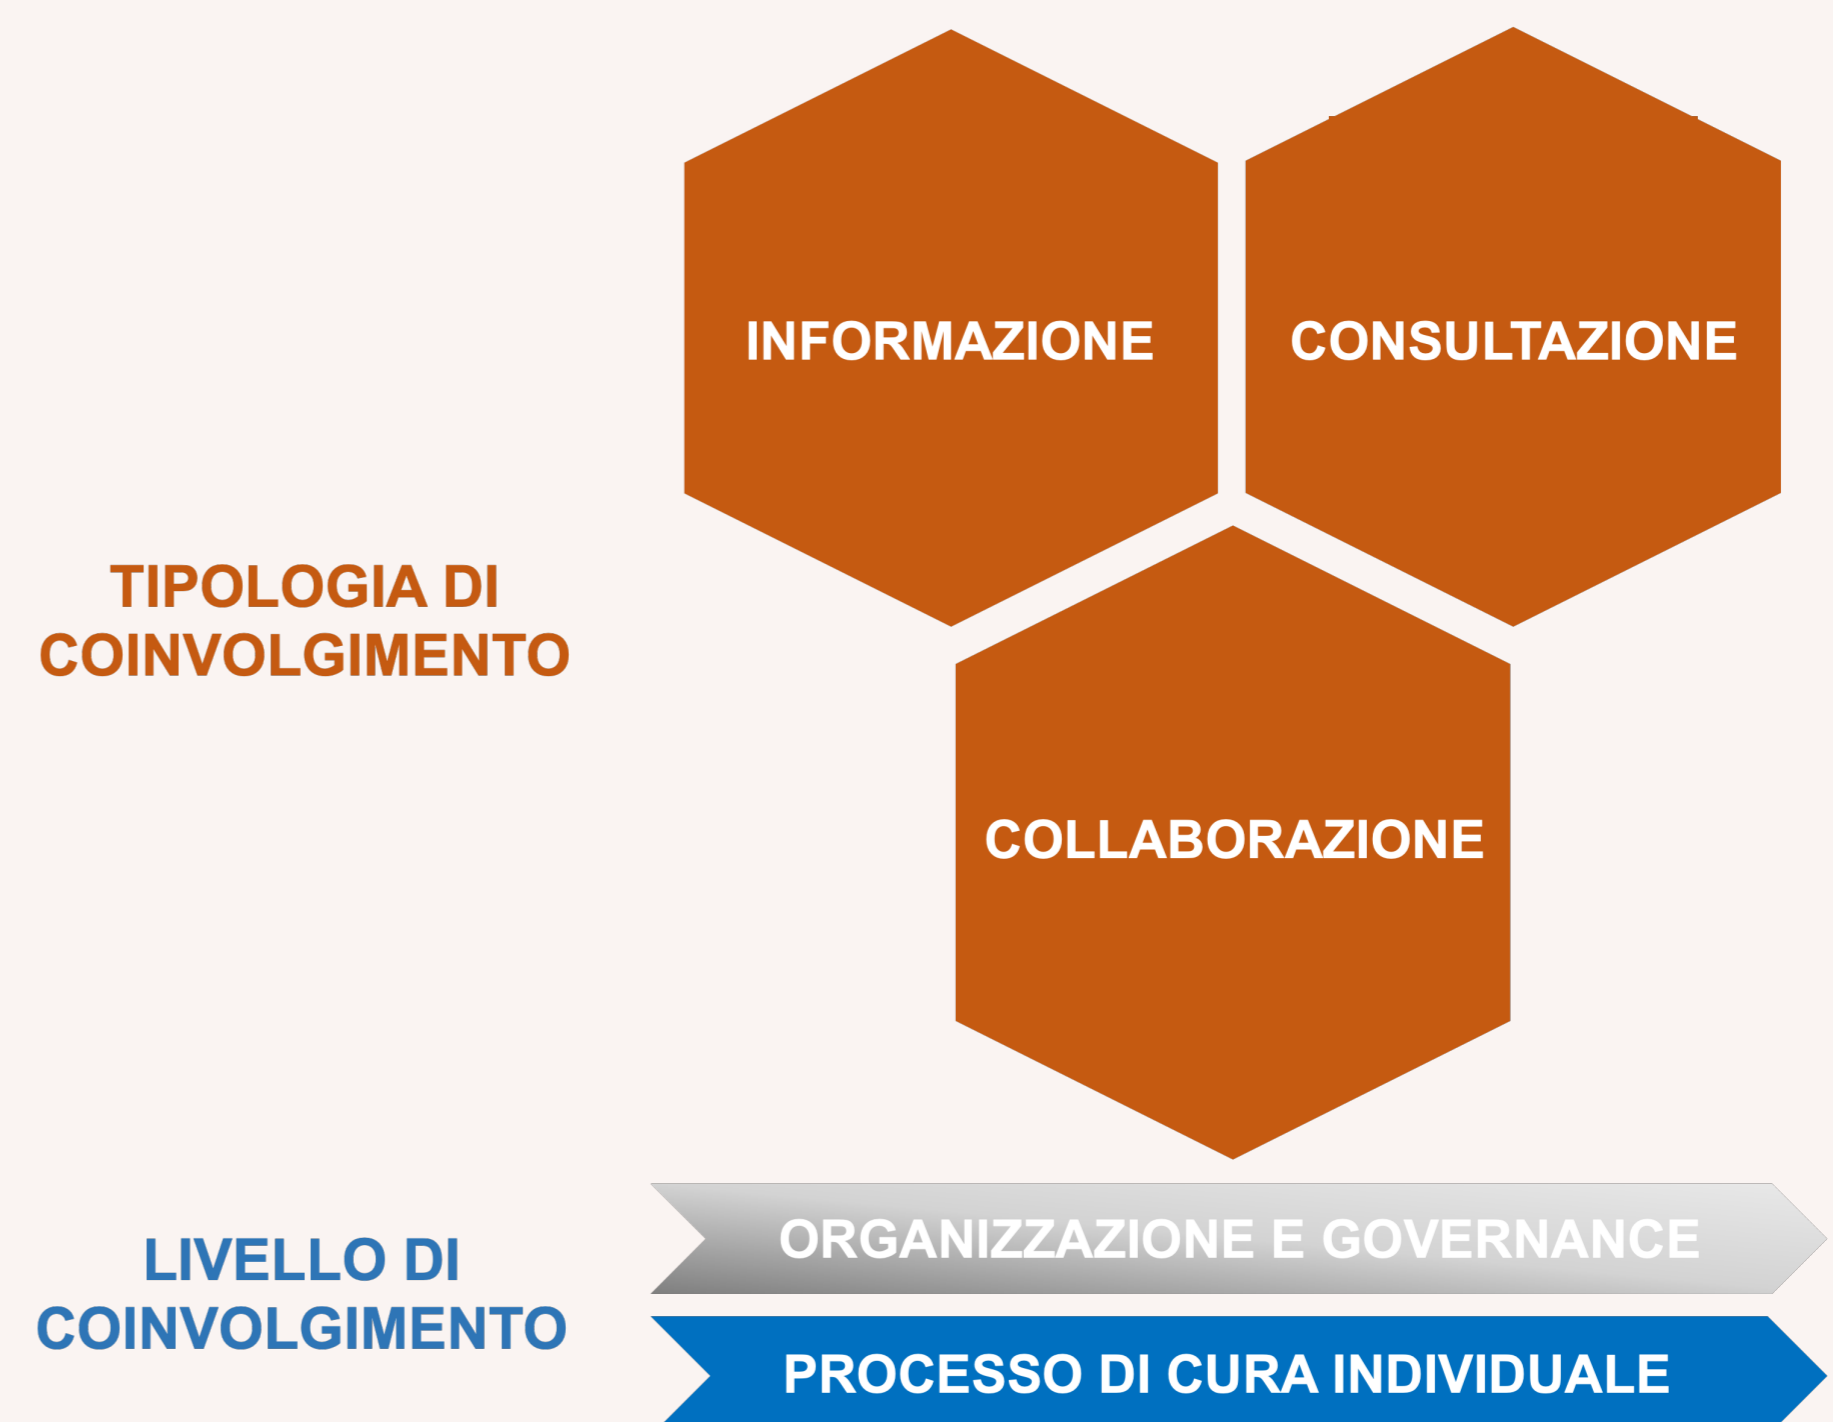 INFORMAZIONE
CONSULTAZIONE
TIPOLOGIA DI
COINVOLGIMENTO
COLLABORAZIONE
ORGANIZZAZIONE E GOVERNANCE
LIVELLO DI
COINVOLGIMENTO
PROCESSO DI CURA INDIVIDUALE